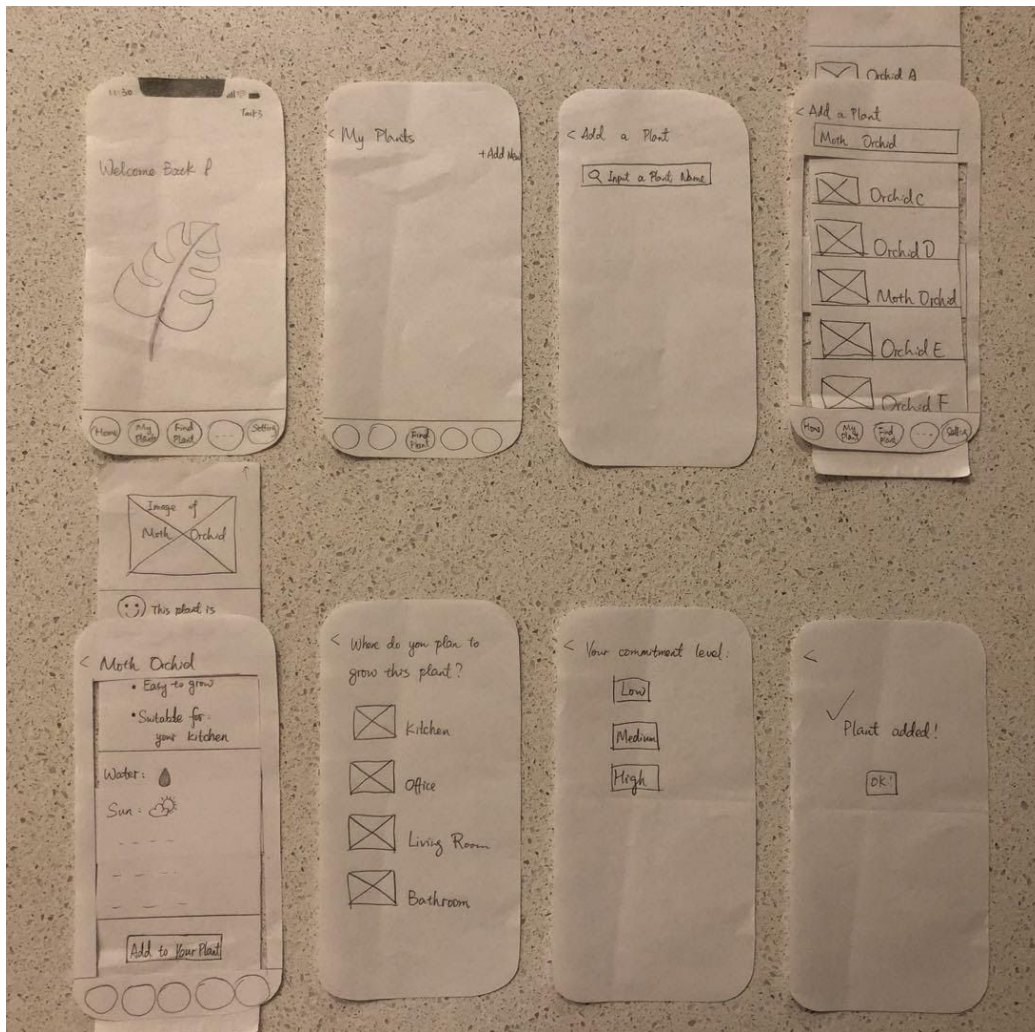 11:30
Task3
Welcome Back P
Home
My
Plant
Find
Plant
Setting
< My Plants
+Add New
Find
Plant
< Add a Plant
Input a Plant Name
Orchid A
< Add a Plant
Moth Orchid
Orchid C
Orchid D
Moth Orchid
Orchid E
Orchid F
Home
My
Plant
Find
Plant
Setting
Image of
Moth Orchid
This plant is
< Moth Orchid
• Easy to grow
• Suitable for
your kitchen
Water:
Sun:
Add to Your Plant
< Where do you plan to
grow this plant?
Kitchen
Office
Living Room
Bathroom
< Your commitment level:
Low
Medium
High
<
Plant added!
OK!